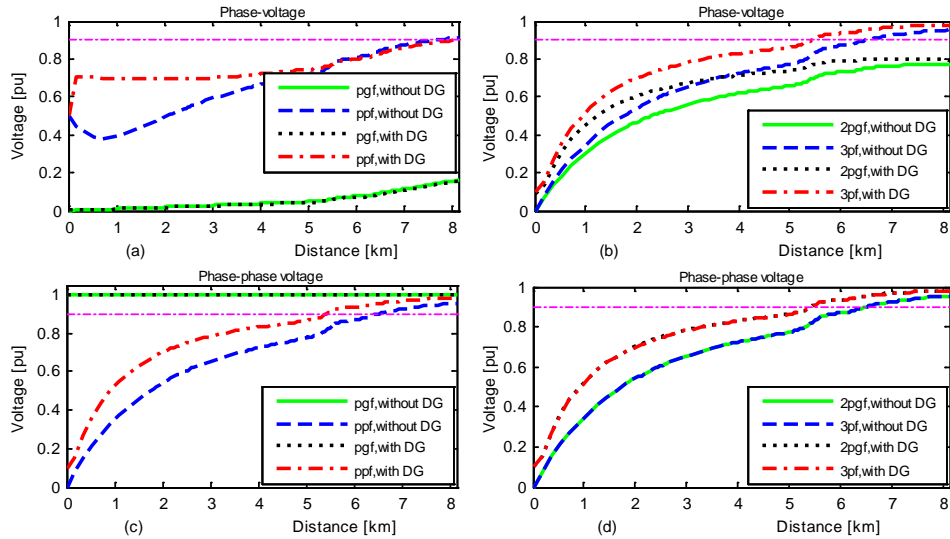 Phase-voltage
1
0.8
0.6
0.4
0.2
0
Voltage [pu]
pgf,without DG
ppf,without DG
pgf,with DG
ppf,with DG
0 1 2 3 4 5 6 7 8
(a)
Distance [km]
Phase-voltage
1
0.8
0.6
0.4
0.2
0
Voltage [pu]
2pgf,without DG
3pf,without DG
2pgf,with DG
3pf,with DG
0 1 2 3 4 5 6 7 8
(b)
Distance [km]
Phase-phase voltage
1
0.8
0.6
0.4
0.2
0
Voltage [pu]
pgf,without DG
ppf,without DG
pgf,with DG
ppf,with DG
0 1 2 3 4 5 6 7 8
(c)
Distance [km]
Phase-phase voltage
1
0.8
0.6
0.4
0.2
0
Voltage [pu]
2pgf,without DG
3pf,without DG
2pgf,with DG
3pf,with DG
0 1 2 3 4 5 6 7 8
(d)
Distance [km]